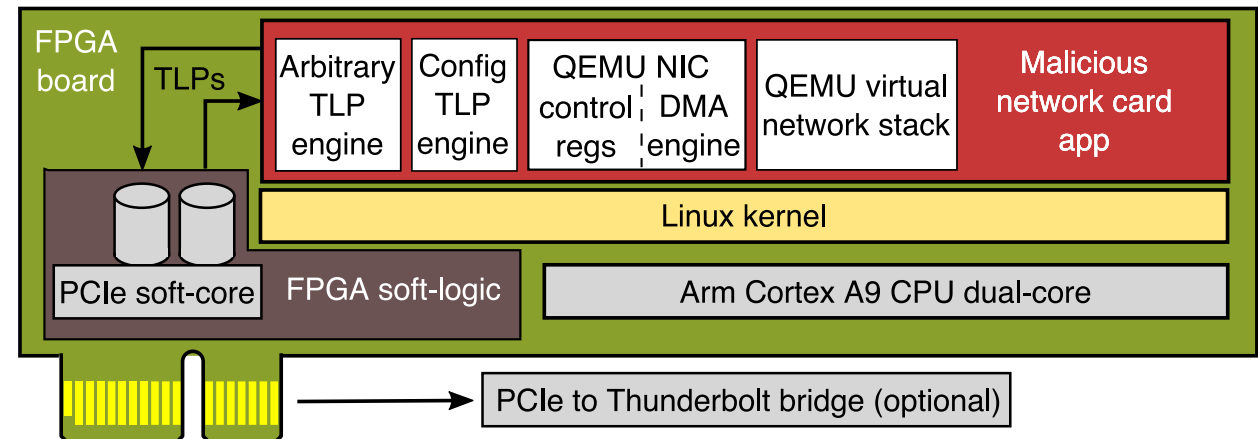 FPGA
board
TLPs
Arbitrary
TLP
engine
Config
TLP
engine
QEMU NIC
control
regs
DMA
engine
QEMU virtual
network stack
Malicious
network card
app
Linux kernel
PCIe soft-core
FPGA soft-logic
Arm Cortex A9 CPU dual-core
PCIe to Thunderbolt bridge (optional)